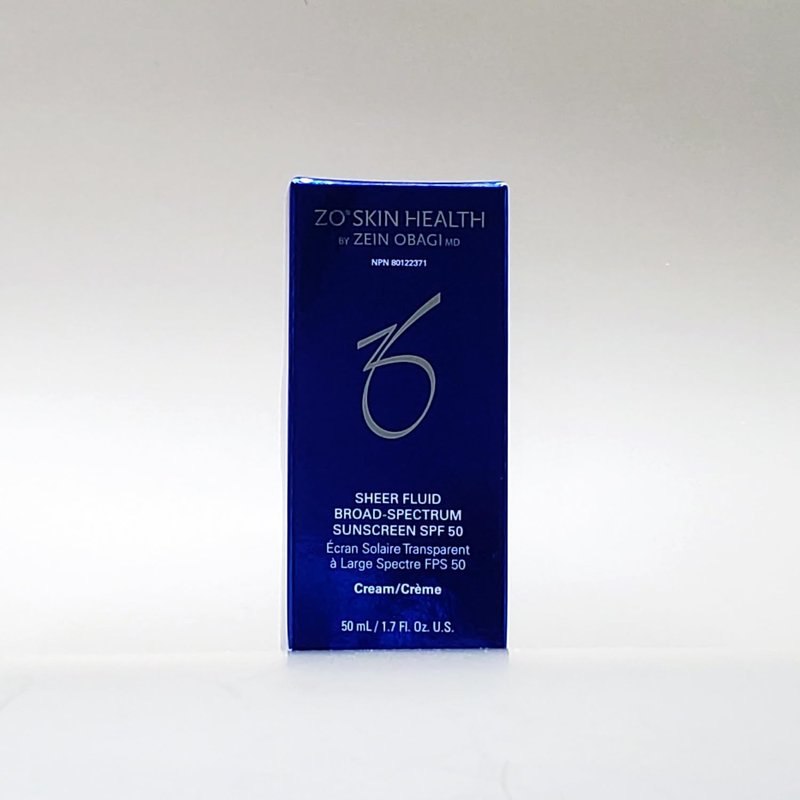 ZO® SKIN HEALTH
BY ZEIN OBAGI MD
NPN 80122371
SHEER FLUID
BROAD-SPECTRUM
SUNSCREEN SPF 50
Écran Solaire Transparent
à Large Spectre FPS 50
Cream/Crème
50 mL / 1.7 Fl. Oz. U.S.